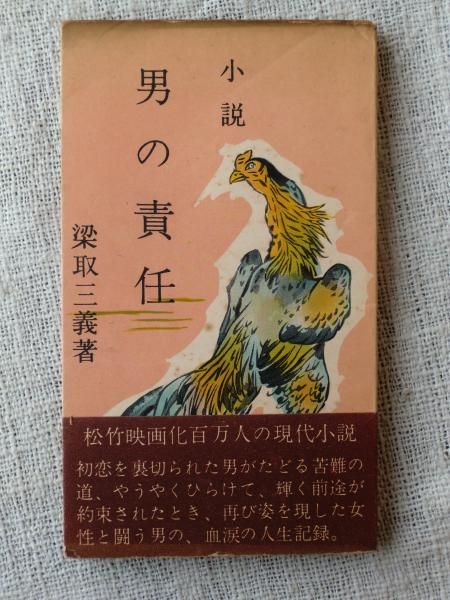 小説
男の責任
梁取三義著
松竹映画化百万人の現代小説
初恋を裏切られた男がたどる苦難の
道、やうやくひらけて、輝く前途が
約束されたとき、再び姿を現した女
性と闘う男の、血涙の人生記録。